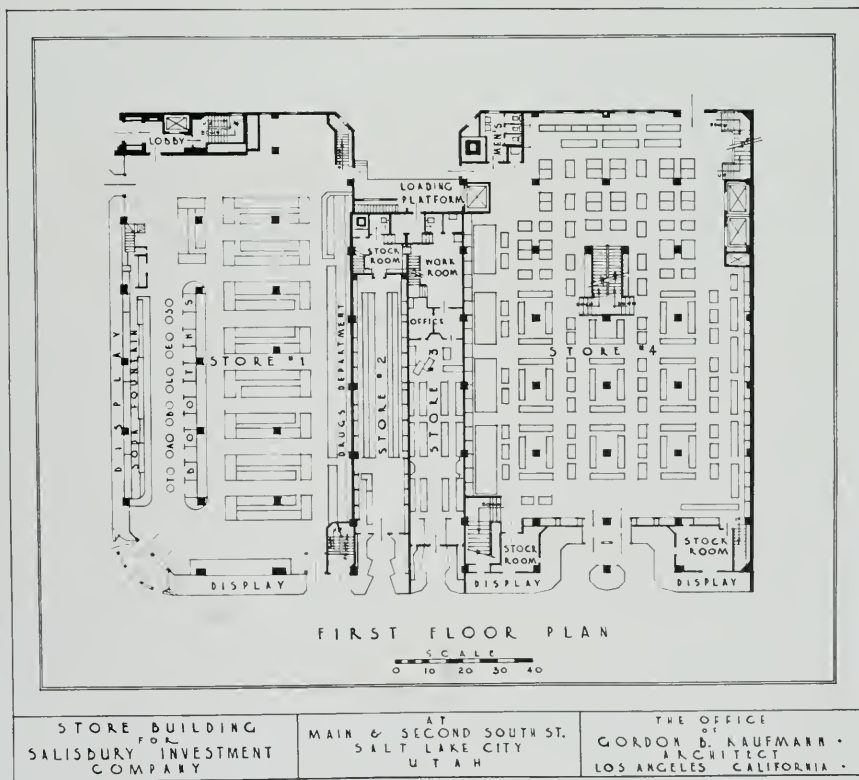 LOBBY
MEN'S
LOADING
PLATFORM
STOCK
ROOM
WORK
ROOM
OFFICE
DISPLAY
SODA FOUNTAIN
STORE #1
DRUGS DEPARTMENT
STORE #2
STORE #3
STORE #4
STOCK
ROOM
STOCK
ROOM
DISPLAY
DISPLAY
DISPLAY
FIRST FLOOR PLAN
SCALE
0 10 20 30 40
STORE BUILDING
FOR
SALISBURY INVESTMENT
COMPANY
AT
MAIN & SECOND SOUTH ST.
SALT LAKE CITY
UTAH
THE OFFICE
OF
GORDON B. KAUFMANN •
ARCHITECT
LOS ANGELES CALIFORNIA •